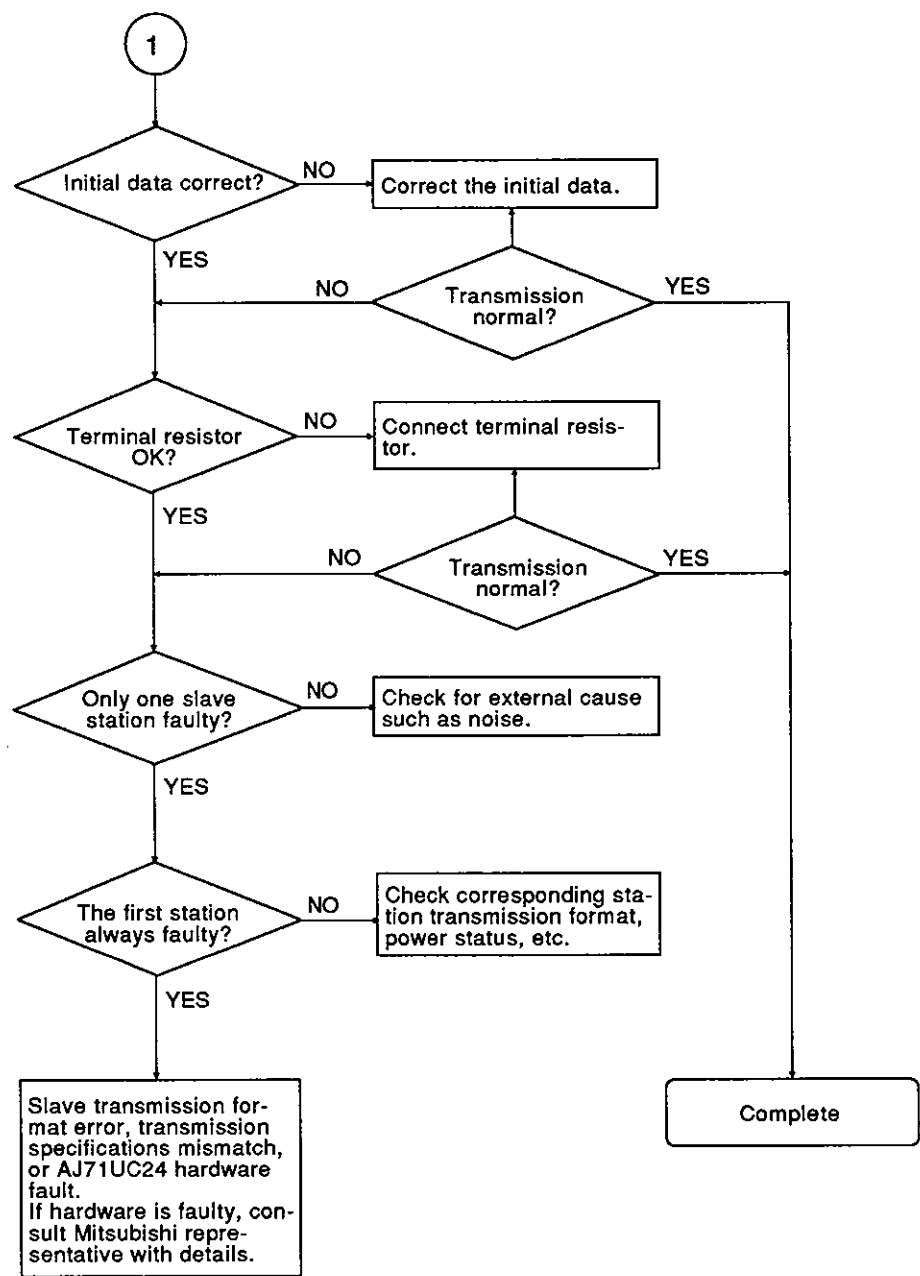 1
Initial data correct?
NO
Correct the initial data.
YES
NO
Transmission
normal?
YES
Terminal resistor
OK?
NO
Connect terminal resis-
tor.
YES
NO
Transmission
normal?
YES
Only one slave
station faulty?
NO
Check for external cause
such as noise.
YES
The first station
always faulty?
NO
Check corresponding sta-
tion transmission format,
power status, etc.
YES
Slave transmission for-
mat error, transmission
specifications mismatch,
or AJ71UC24 hardware
fault.
If hardware is faulty, con-
sult Mitsubishi repre-
sentative with details.
Complete